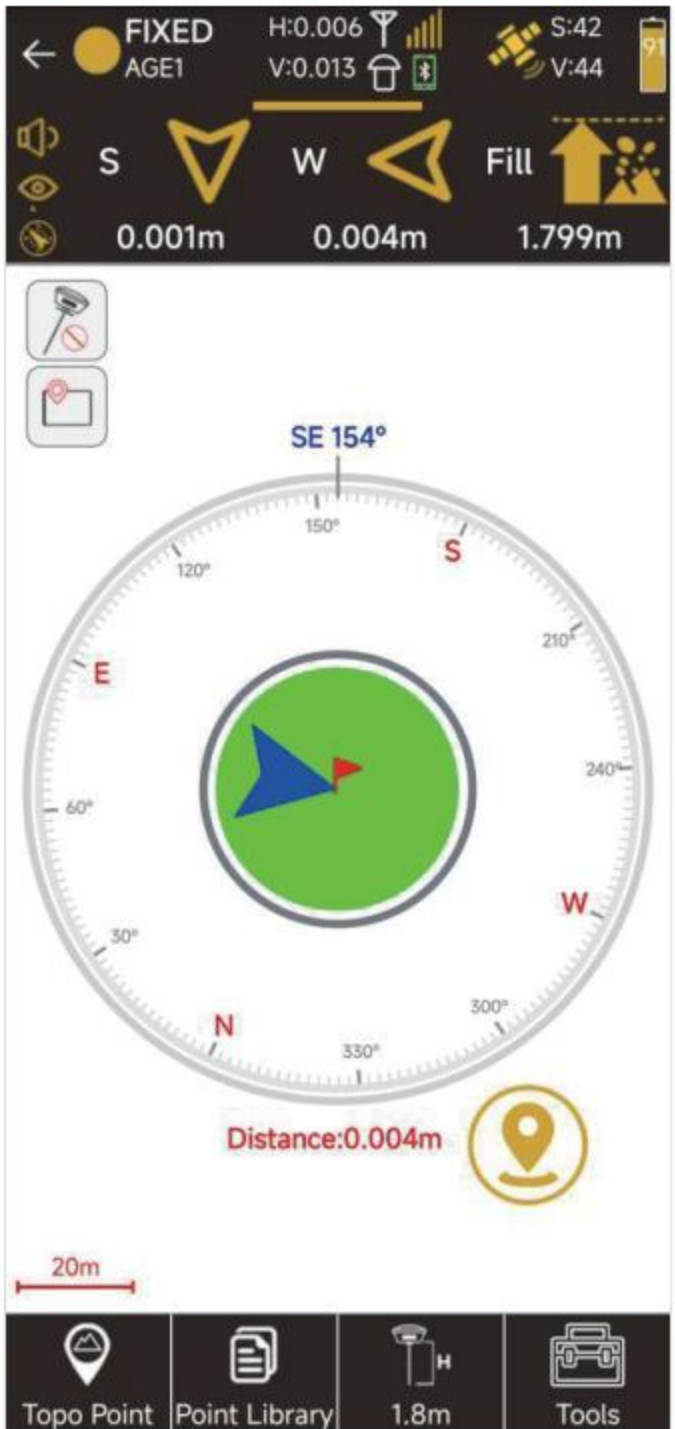 FIXED H:0.006 S:42
AGE1 V:0.013 V:44
91
S W Fill
0.001m 0.004m 1.799m
SE 154°
150°
S
120°
210°
E
240°
60°
W
30°
300°
N
330°
Distance:0.004m
20m
H
Topo Point Point Library 1.8m Tools